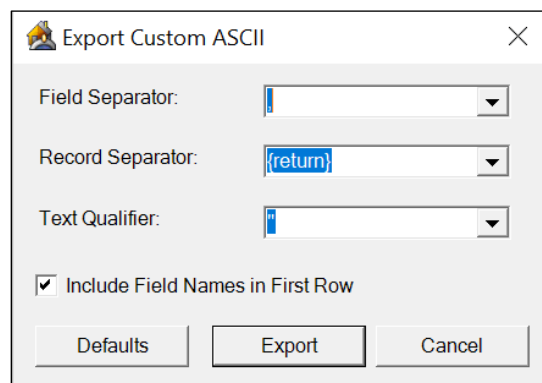 Export Custom ASCII
Field Separator: ,
Record Separator: {return}
Text Qualifier: "
Include Field Names in First Row
Defaults Export Cancel